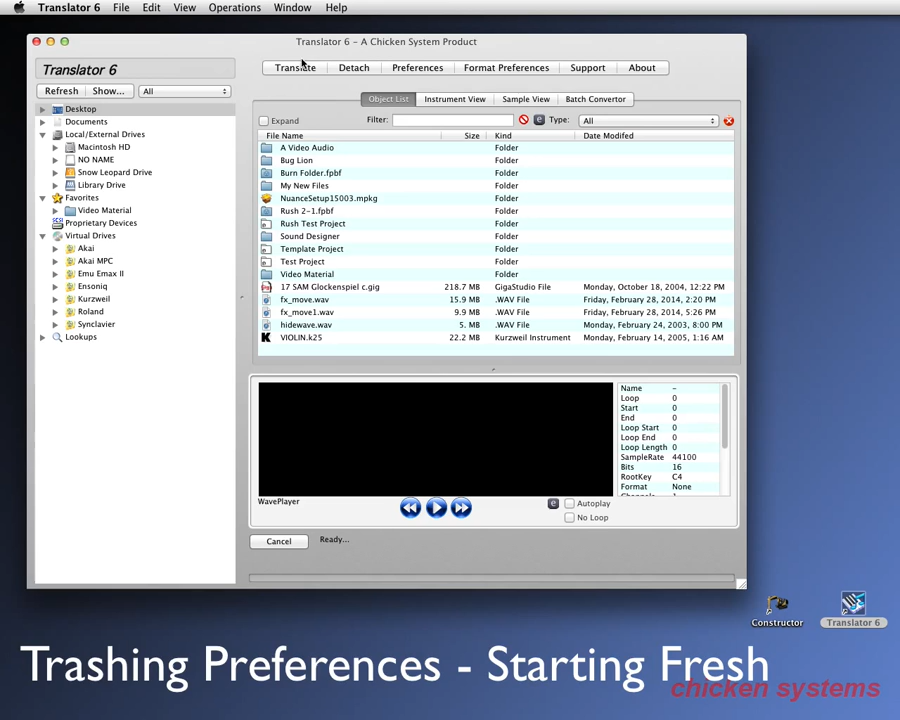 Translator 6 File Edit View Operations Window Help
Translator 6 – A Chicken System Product
Translator 6
Translate Detach Preferences Format Preferences Support About
Refresh Show... All
Object List Instrument View Sample View Batch Convertor
Expand Filter: e Type: All
File Name Size Kind Date Modifed
A Video Audio Folder
Bug Lion Folder
Burn Folder.fpbf Folder
My New Files Folder
NuanceSetup15003.mpkg Folder
Rush 2-1.fpbf Folder
Rush Test Project Folder
Sound Designer Folder
Template Project Folder
Test Project Folder
Video Material Folder
17 SAM Glockenspiel c.gig 218.7 MB GigaStudio File Monday, October 18, 2004, 12:22 PM
fx_move.wav 15.9 MB .WAV File Friday, February 28, 2014, 2:20 PM
fx_move1.wav 9.9 MB .WAV File Friday, February 28, 2014, 5:26 PM
hidewave.wav 5. MB .WAV File Monday, February 24, 2003, 8:00 PM
K VIOLIN.k25 22.2 MB Kurzweil Instrument Monday, February 14, 2005, 1:16 AM
Desktop
Documents
Local/External Drives
Macintosh HD
NO NAME
Snow Leopard Drive
Library Drive
Favorites
Video Material
Proprietary Devices
Virtual Drives
Akai
Akai MPC
Emu Emax II
Ensoniq
Kurzweil
Roland
Synclavier
Lookups
Name –
Loop 0
Start 0
End 0
Loop Start 0
Loop End 0
Loop Length 0
SampleRate 44100
Bits 16
RootKey C4
Format None
Channels 1
WavePlayer
e Autoplay
No Loop
Cancel Ready...
Constructor
Translator 6
Trashing Preferences - Starting Fresh
chicken systems